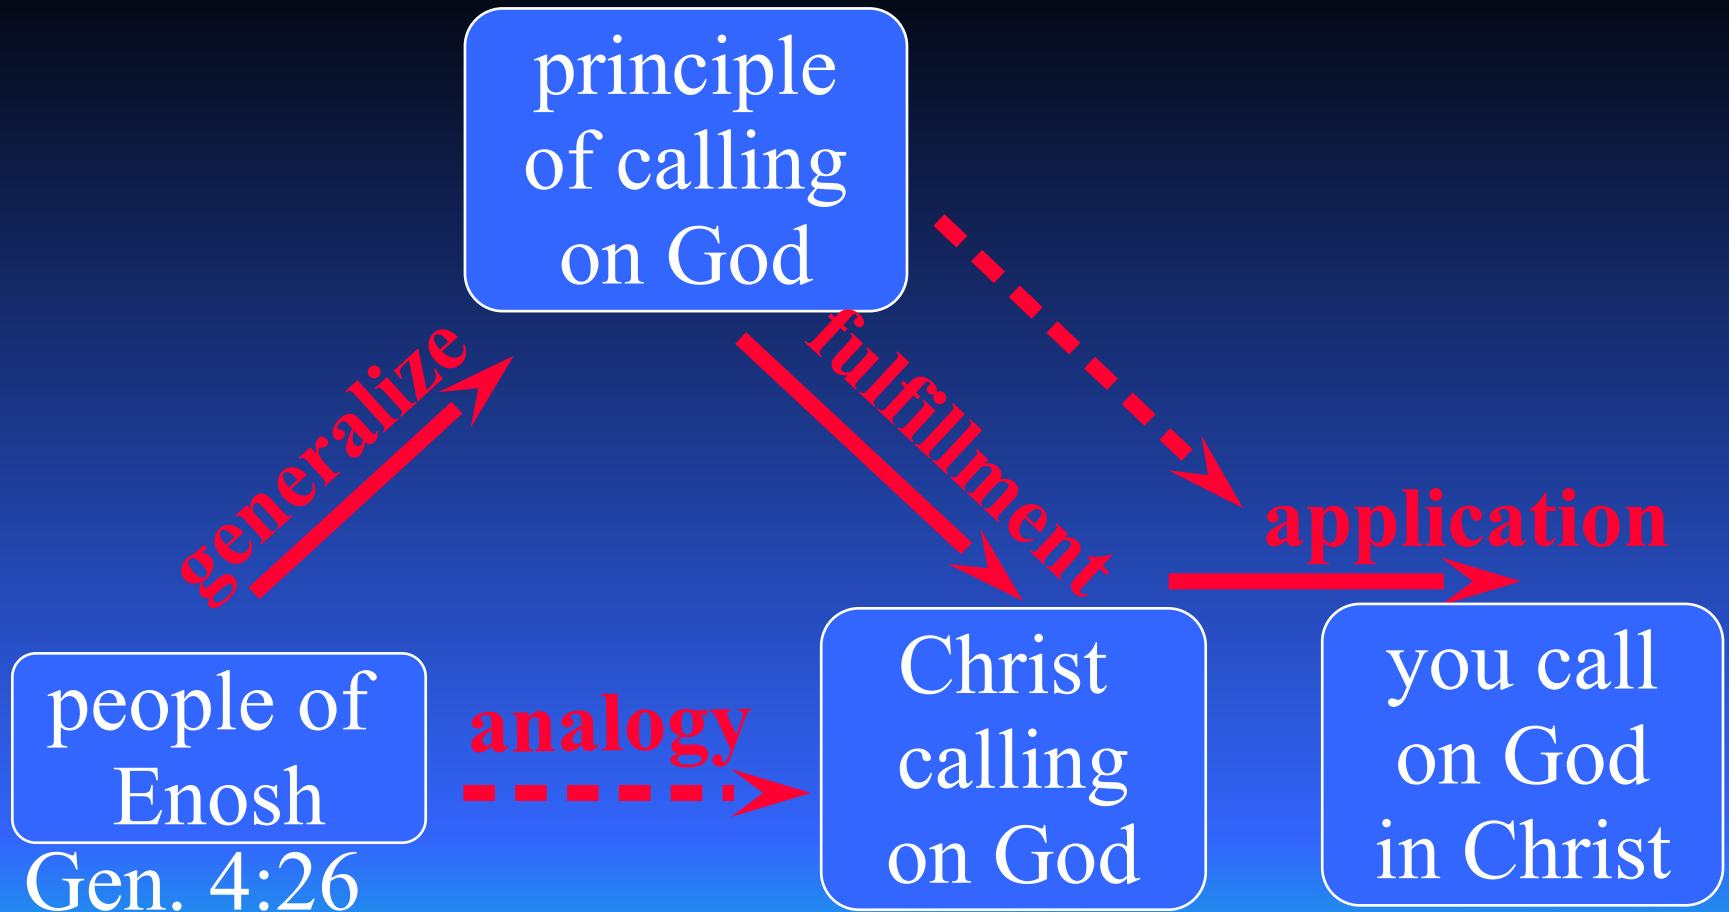 principle
of calling
on God
generalize
fulfillment
application
people of
Enosh
Gen. 4:26
analogy
Christ
calling
on God
you call
on God
in Christ